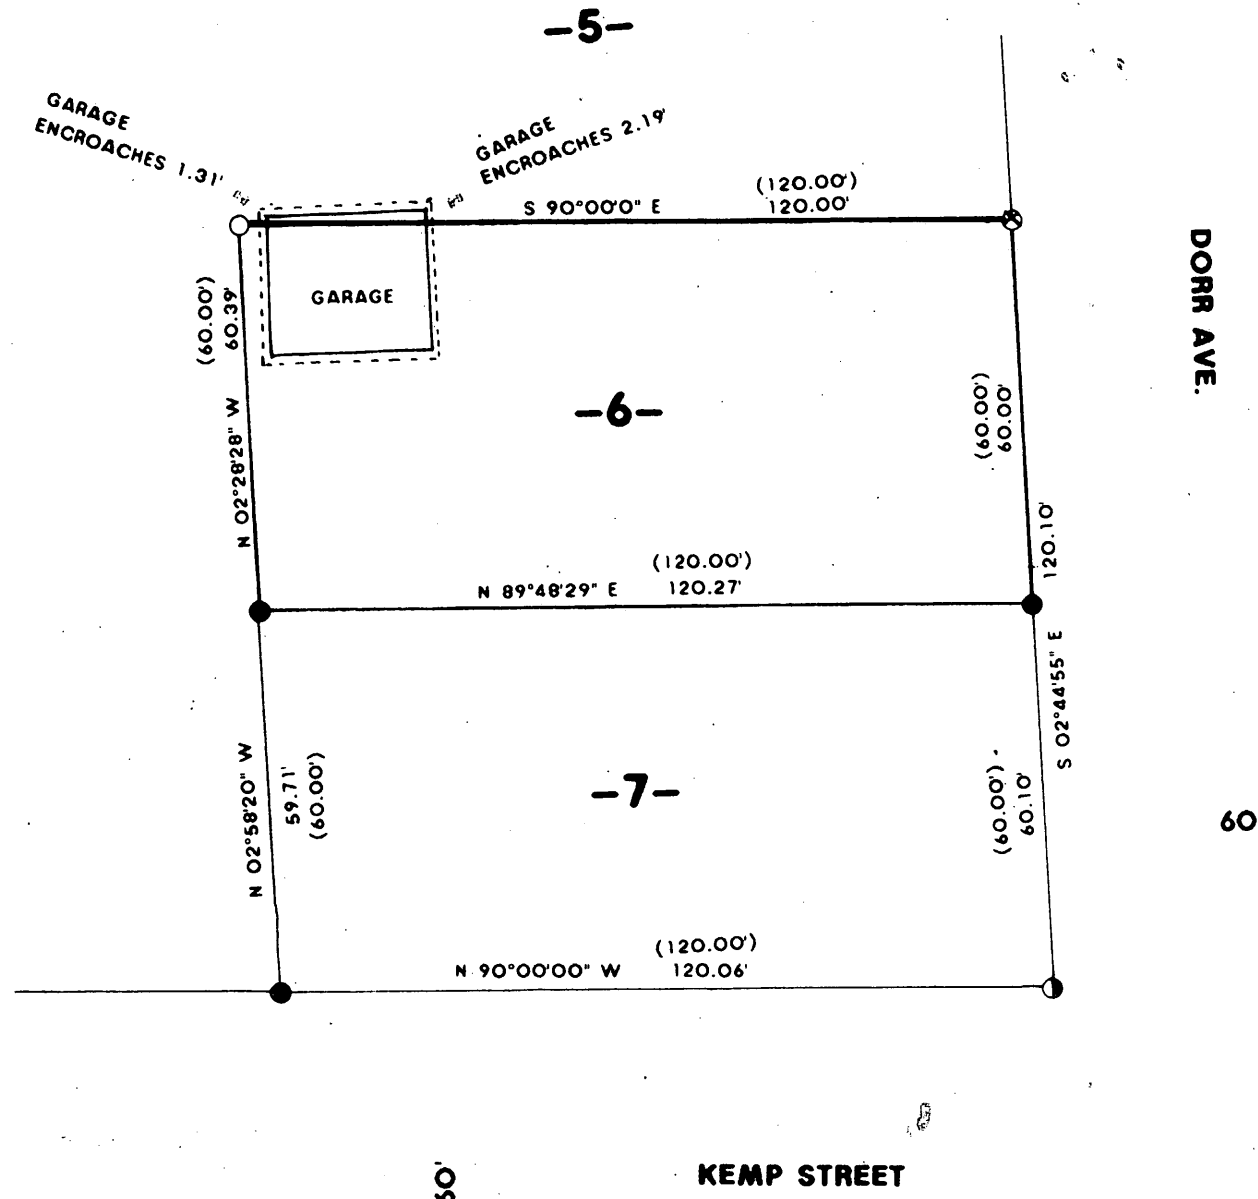 -5-
GARAGE
ENCROACHES 1.31'
GARAGE
ENCROACHES 2.19'
S 90°00'0" E
(120.00')
120.00'
DORR AVE.
(60.00')
60.39'
GARAGE
N 02°28'28" W
-6-
(60.00')
60.00'
120.10'
(120.00')
N 89°48'29" E 120.27'
S 02°44'55" E
N 02°58'20" W
59.71'
(60.00')
-7-
(60.00')
60.10'
60
(120.00')
N 90°00'00" W 120.06'
60'
KEMP STREET